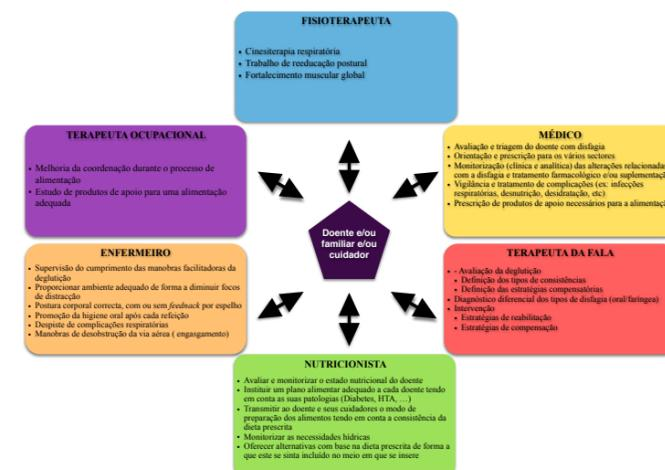 FISIOTERAPEUTA
• Cinesiterapia respiratória
• Trabalho de reeducação postural
• Fortalecimento muscular global
TERAPEUTA OCUPACIONAL
• Melhoria da coordenação durante o processo de
alimentação
• Estudo de produtos de apoio para uma alimentação
adequada
MÉDICO
• Avaliação e triagem do doente com disfagia
• Orientação e prescrição para os vários sectores
• Monitorização (clínica e analítica) das alterações relacionada
com a disfagia e tratamento farmacológico e/ou suplementaç
• Vigilância e tratamento de complicações (ex: infecções
respiratórias, desnutrição, desidratação, etc)
• Prescrição de produtos de apoio necessários para a alimentaç
Doente e/ou
familiar e/ou
cuidador
ENFERMEIRO
• Supervisão do cumprimento das manobras facilitadoras da
deglutição
• Proporcionar ambiente adequado de forma a diminuir focos
de distracção
• Postura corporal correcta, com ou sem feednack por espelho
• Promoção da higiene oral após cada refeição
• Despiste de complicações respiratórias
• Manobras de desobstrução da via aérea ( engasgamento)
TERAPEUTA DA FALA
• - Avaliação da deglutição
• Definição dos tipos de consistências
• Definição das estratégias compensatórias
• Diagnóstico diferencial dos tipos de disfagia (oral/faríngea)
• Intervenção
• Estratégias de reabilitação
• Estratégias de compensação
NUTRICIONISTA
• Avaliar e monitorizar o estado nutricional do doente
• Instituir um plano alimentar adequado a cada doente tendo
em conta as suas patologias (Diabetes, HTA, …)
• Transmitir ao doente e seus cuidadores o modo de
preparação dos alimentos tendo em conta a consistência da
dieta prescrita
• Monitorizar as necessidades hídricas
• Oferecer alternativas com base na dieta prescrita de forma a
que este se sinta incluído no meio em que se insere